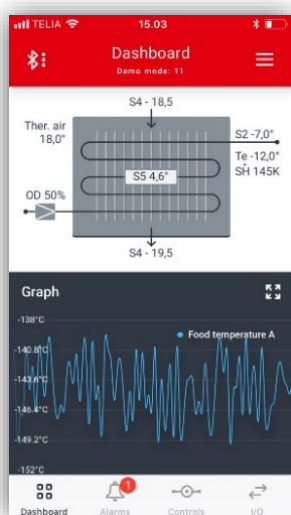 TELIA 15.03
Dashboard
Demo mode: 11
S4 - 18,5
Ther. air
18,0°
S2 -7,0°
Te -12,0°
SH 145K
S5 4,6°
OD 50%
S4 - 19,5
Graph
-138°C
Food temperature A
-140.8°C
-143.6°C
-146.4°C
-149.2°C
-152°C
1
Dashboard Alarms Controls I/O